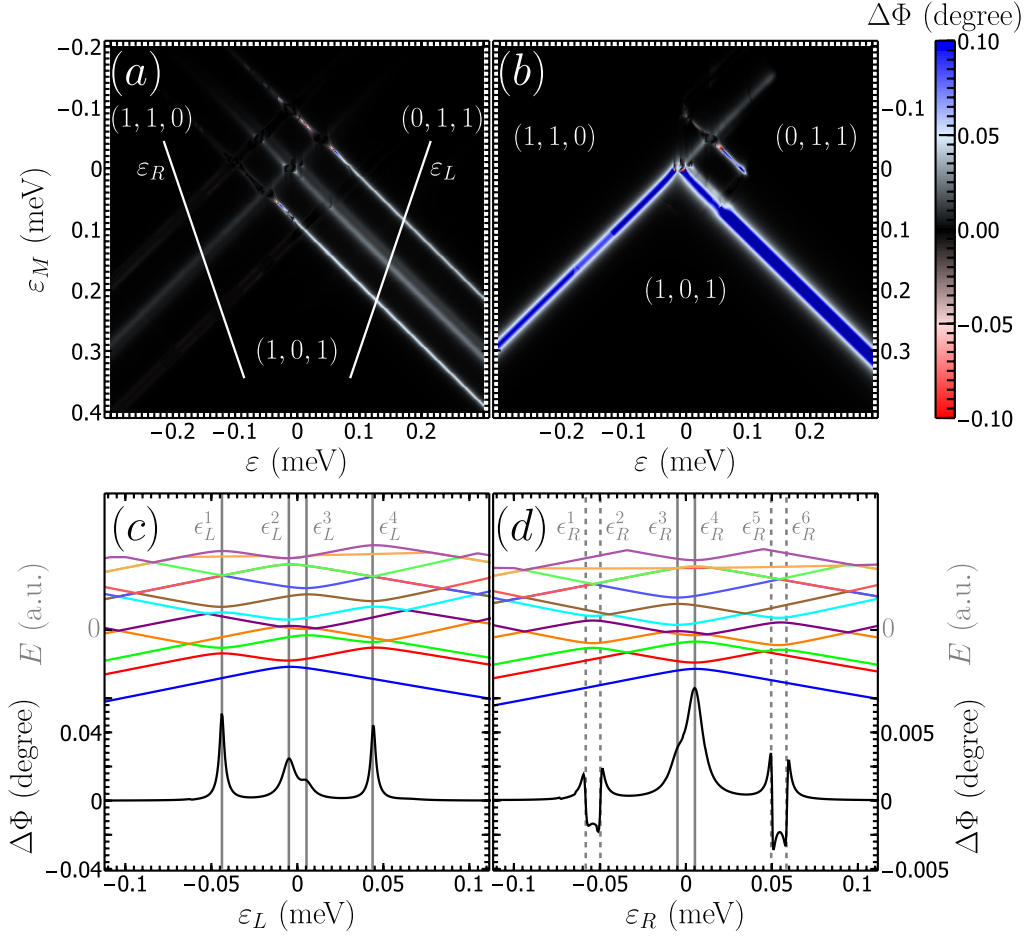 ΔΦ (degree)
(a)
(1, 1, 0)
(0, 1, 1)
ε_R
ε_L
(1, 0, 1)
−0.2
−0.1
0
0.1
0.2
0.3
0.4
ε_M (meV)
−0.2 −0.1 0 0.1 0.2
ε (meV)
(b)
(1, 1, 0)
(0, 1, 1)
(1, 0, 1)
−0.1
0
0.1
0.2
0.3
−0.2 −0.1 0 0.1 0.2
ε (meV)
0.10
0.05
0.00
−0.05
−0.10
(c)
ϵ_L^1 ϵ_L^2 ϵ_L^3 ϵ_L^4
E (a.u.)
0
ΔΦ (degree)
0.04
0
−0.04
−0.1 −0.05 0 0.05 0.1
ε_L (meV)
(d)
ϵ_R^1 ϵ_R^2 ϵ_R^3 ϵ_R^4 ϵ_R^5 ϵ_R^6
0
E (a.u.)
0.005
0
−0.005
ΔΦ (degree)
−0.1 −0.05 0 0.05 0.1
ε_R (meV)